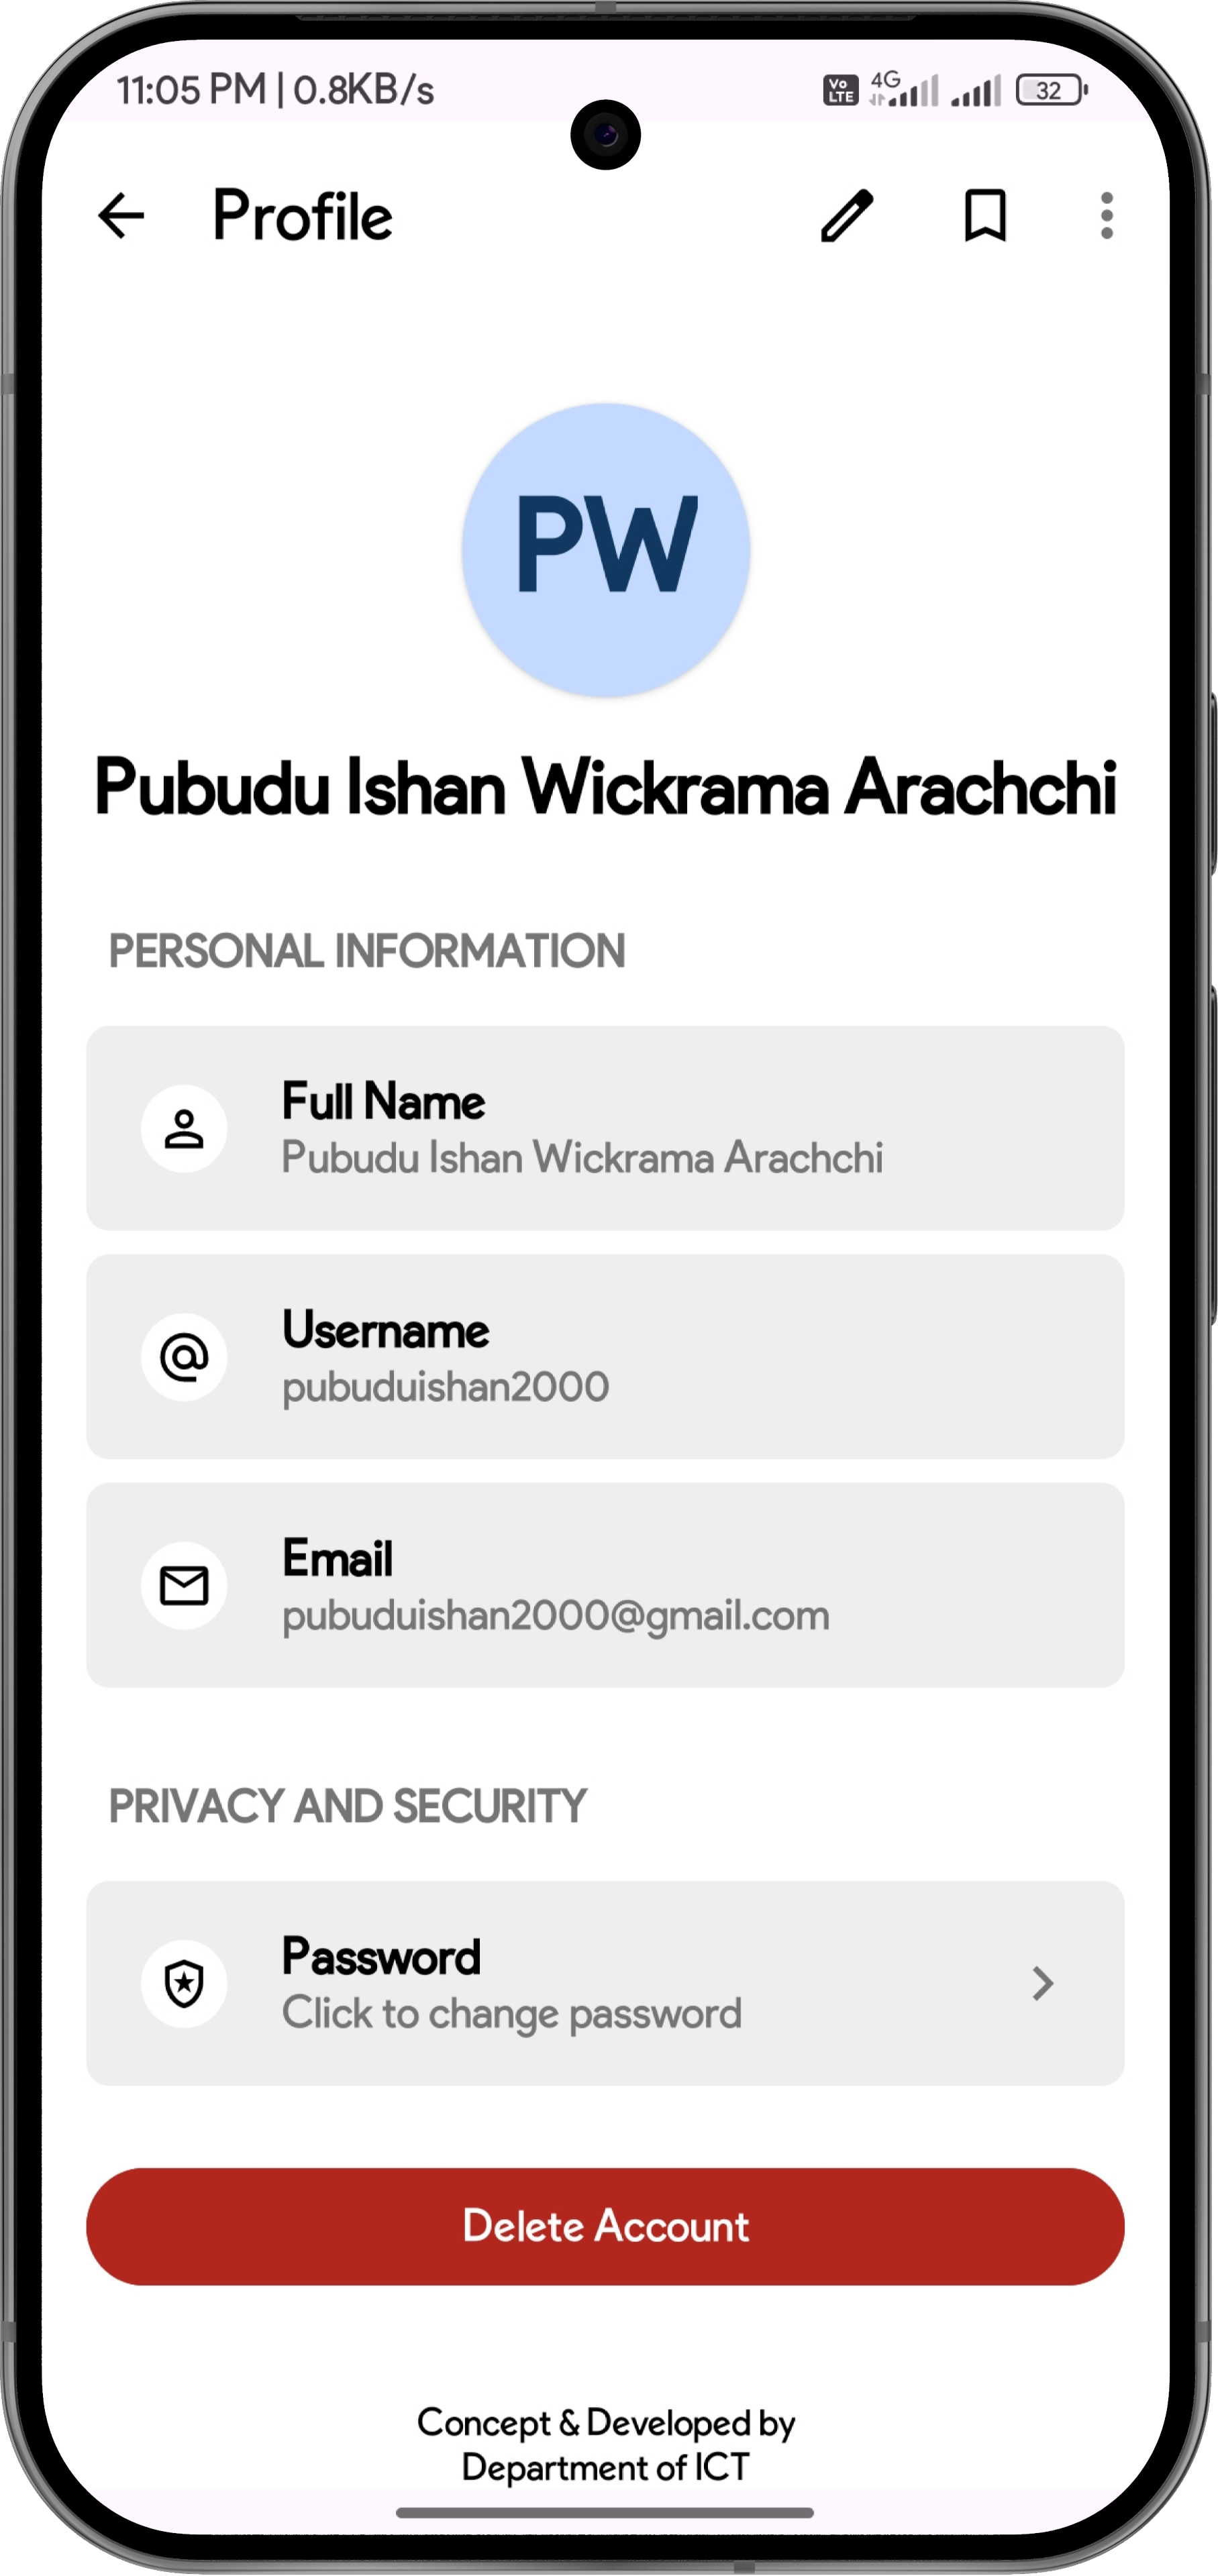 11:05 PM | 0.8KB/s
Vo LTE 4G 32
Profile
PW
Pubudu Ishan Wickrama Arachchi
PERSONAL INFORMATION
Full Name
Pubudu Ishan Wickrama Arachchi
Username
pubuduishan2000
Email
pubuduishan2000@gmail.com
PRIVACY AND SECURITY
Password
Click to change password
Delete Account
Concept & Developed by
Department of ICT